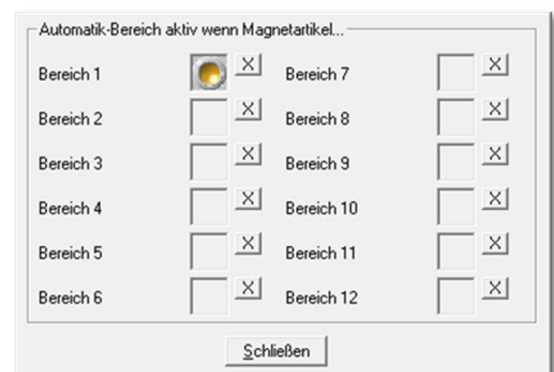 Automatik-Bereich aktiv wenn Magnetartikel...
Bereich 1 X Bereich 7 X
Bereich 2 X Bereich 8 X
Bereich 3 X Bereich 9 X
Bereich 4 X Bereich 10 X
Bereich 5 X Bereich 11 X
Bereich 6 X Bereich 12 X
Schließen